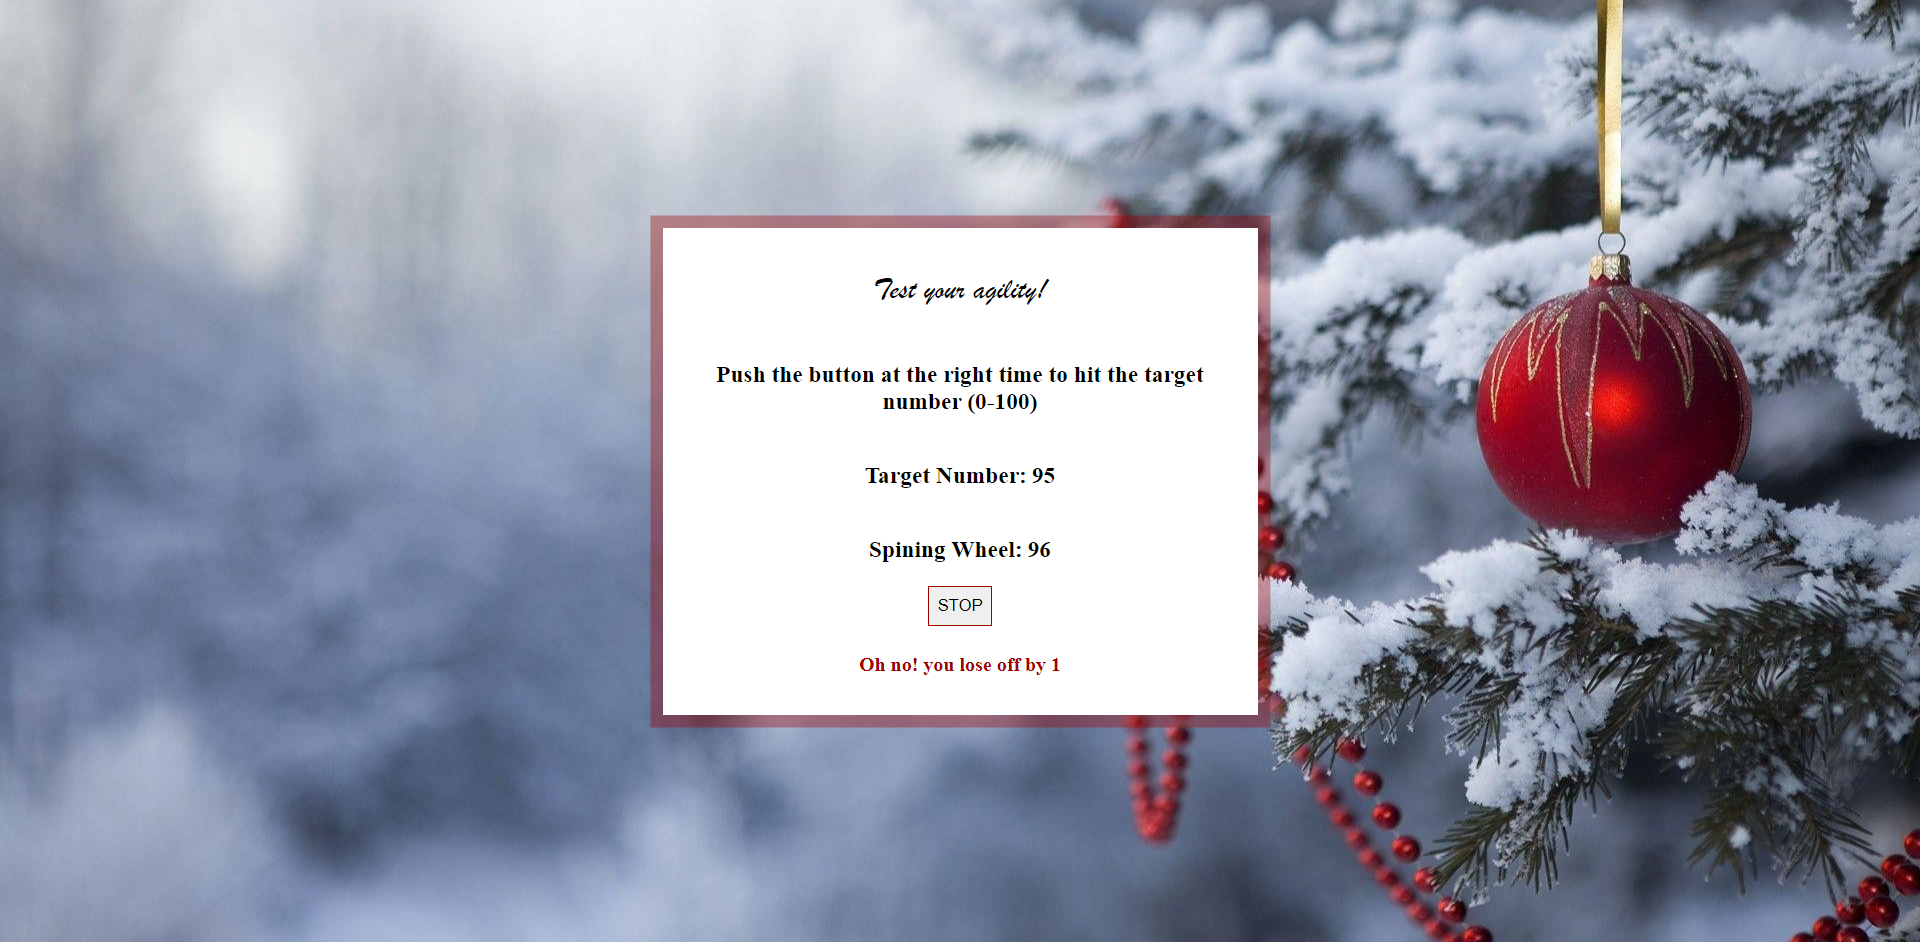 Test your agility!
Push the button at the right time to hit the target
number (0-100)
Target Number: 95
Spining Wheel: 96
STOP
Oh no! you lose off by 1